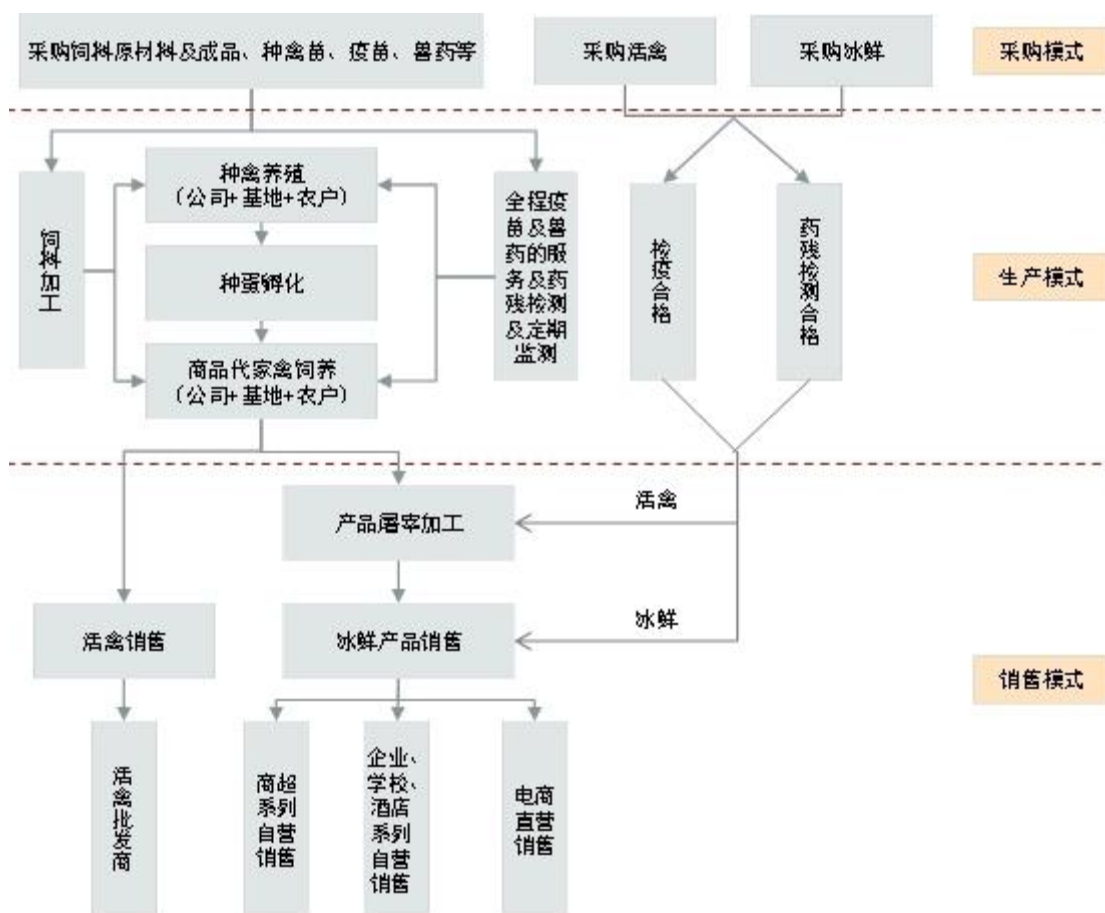 采购饲料原材料及成品、种禽苗、疫苗、兽药等
采购活禽
采购冰鲜
采购模式
种禽养殖
（公司+基地+农户）
饲料加工
全程疫
苗及兽
药的服
务及药
残检测
及定期
监测
检疫合格
药残检测合格
种蛋孵化
生产模式
商品代家禽饲养
（公司+基地+农户）
活禽
产品屠宰加工
冰鲜
活禽销售
冰鲜产品销售
销售模式
活禽批发商
商超
系列
自营
销售
企业、
学校、
酒店
系列
自营
销售
电商
直营
销售